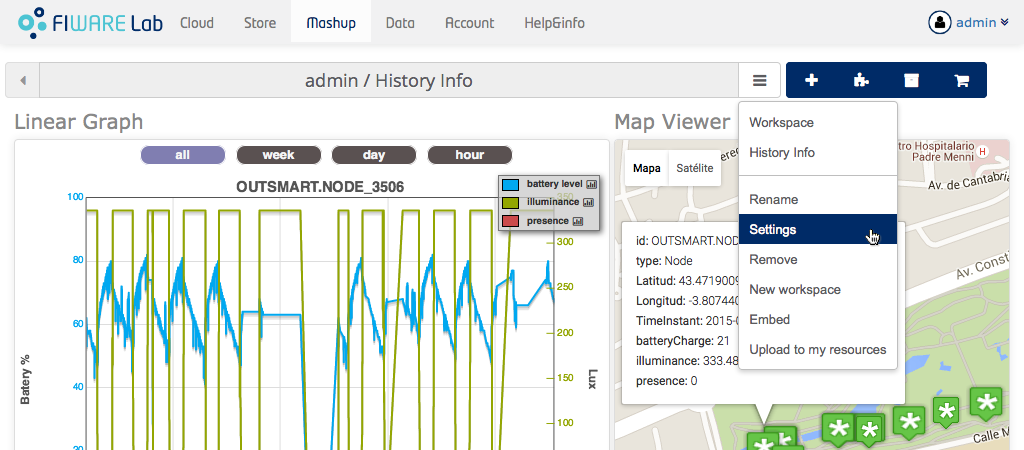 FIWARE Lab
Cloud
Store
Mashup
Data
Account
Help&info
admin
admin / History Info
Linear Graph
Map Viewer
all
week
day
hour
OUTSMART.NODE_3506
battery level
illuminance
presence
100
80
60
40
20
Batery %
300
250
200
150
100
Lux
Workspace
History Info
Rename
Settings
Remove
New workspace
Embed
Upload to my resources
Mapa
Satélite
id: OUTSMART.NOD
type: Node
Latitud: 43.4719009
Longitud: -3.807440
TimeInstant: 2015-0
batteryCharge: 21
illuminance: 333.48
presence: 0
tro Hospitalario
Padre Menni
H
Av. de Cantabria
Av. Consti
Calle M